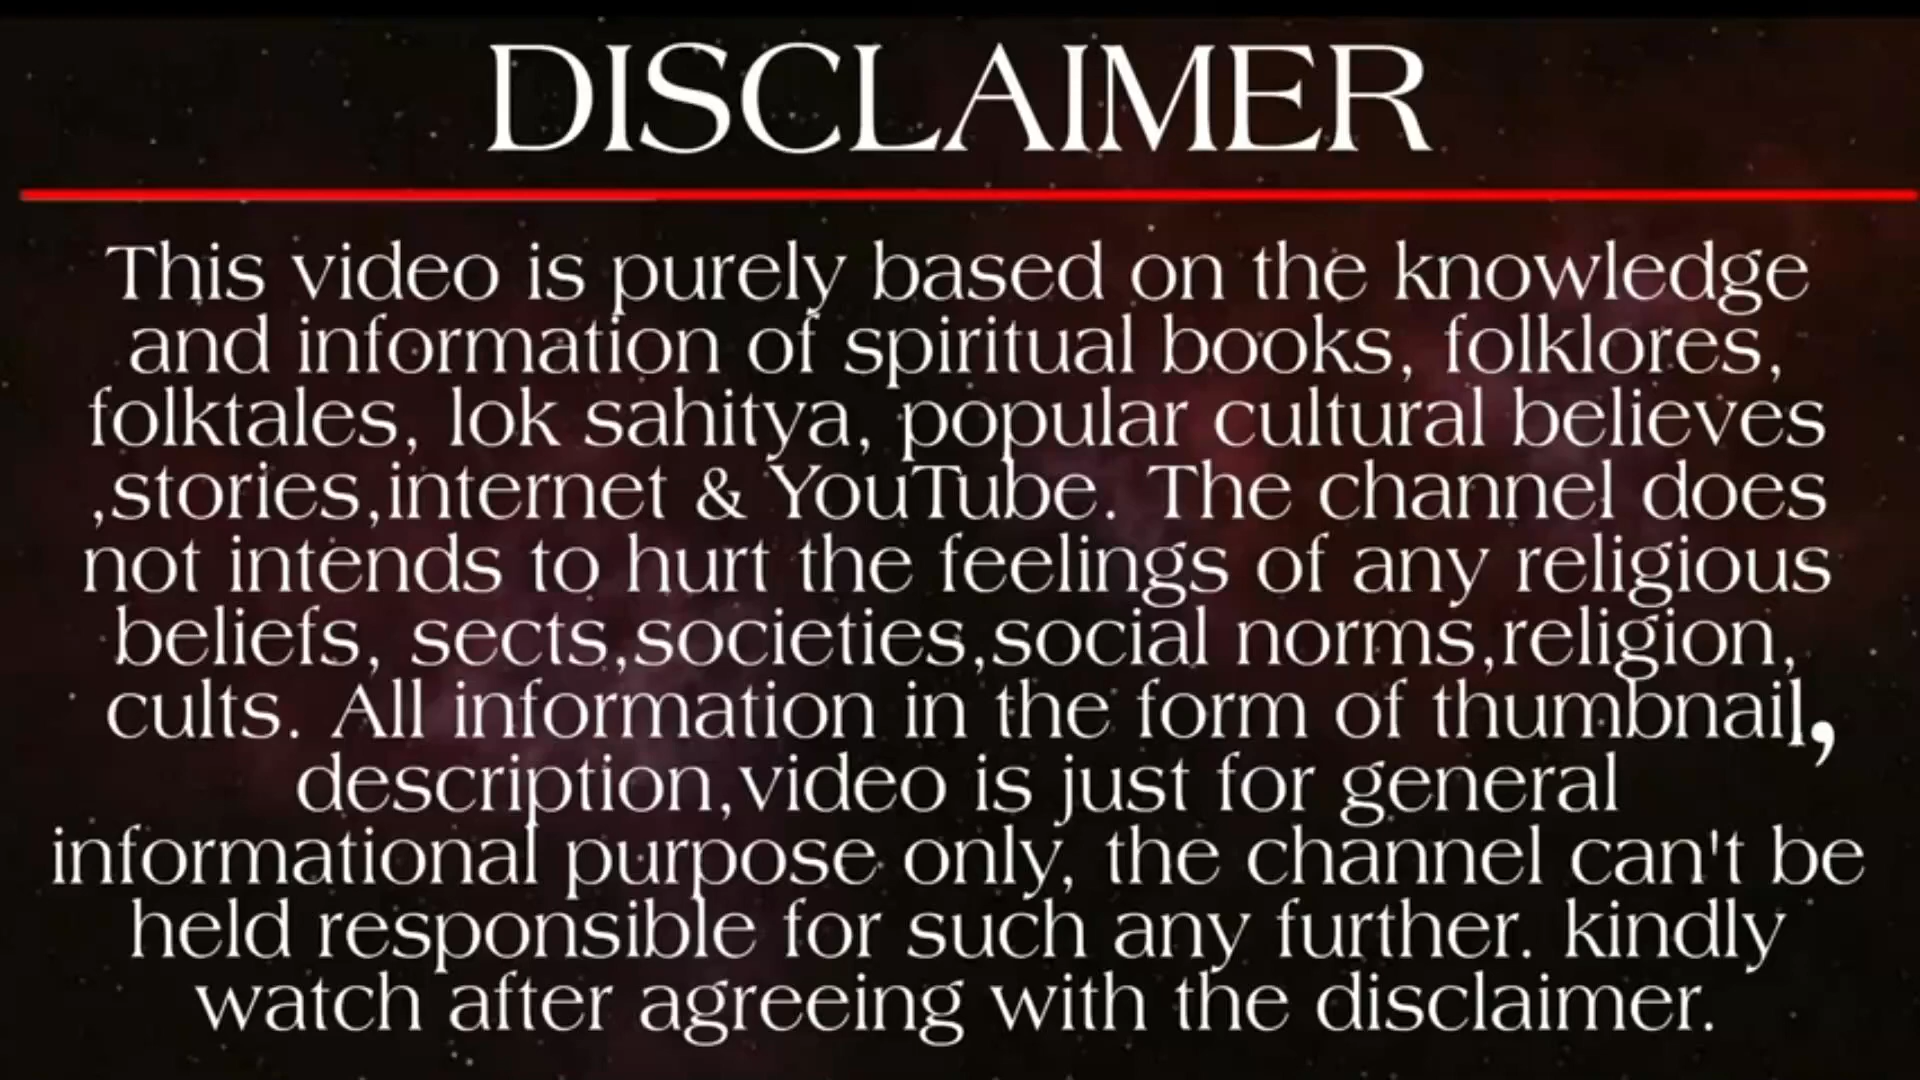 DISCLAIMER
This video is purely based on the knowledge
and information of spiritual books, folklores,
folktales, lok sahitya, popular cultural believes
,stories,internet & YouTube. The channel does
not intends to hurt the feelings of any religious
beliefs, sects,societies,social norms,religion,
cults. All information in the form of thumbnail,
description,video is just for general
informational purpose only, the channel can't be
held responsible for such any further. kindly
watch after agreeing with the disclaimer.